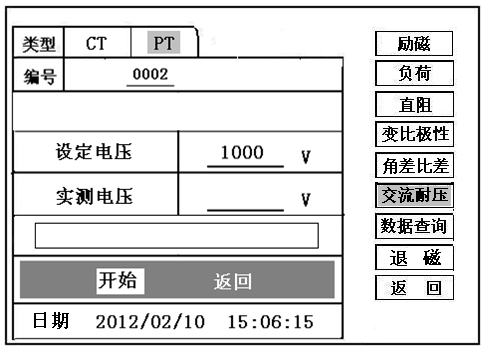 类型 CT PT
编号 0002
设定电压 1000 V
实测电压 V
开始 返回
日期 2012/02/10 15:06:15
励磁
负荷
直阻
变比极性
角差比差
交流耐压
数据查询
退 磁
返 回